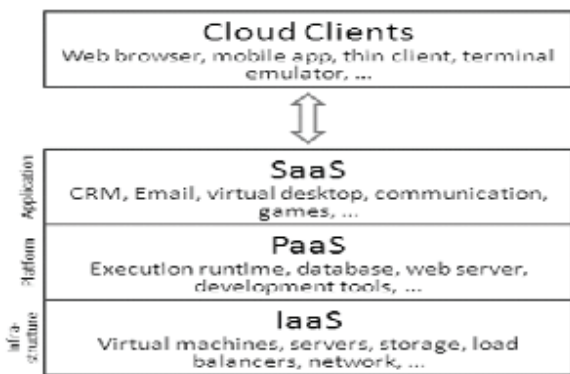 Cloud Clients
Web browser, mobile app, thin client, terminal
emulator, ...
Application
SaaS
CRM, Email, virtual desktop, communication,
games, ...
Platform
PaaS
Execution runtime, database, web server,
development tools, ...
Infra-
structure
IaaS
Virtual machines, servers, storage, load
balancers, network, ...